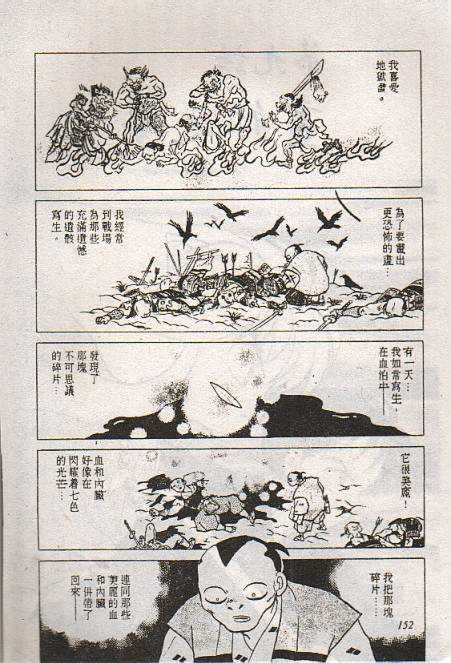 我喜愛
地獄畫。
為了要畫出
更恐怖的畫…
我經常
到戰場
為那些
充滿遺憾
的遺骸
寫生。
有一天…
我如常寫生，
在血泊中——
發現了
那塊
不可思議
的碎片…
它很美麗！
血和內臟
好像在
閃耀着七色
的光芒…
我把那塊
碎片……
連同那些
美麗的血
和內臟
一併帶了
回來——
152